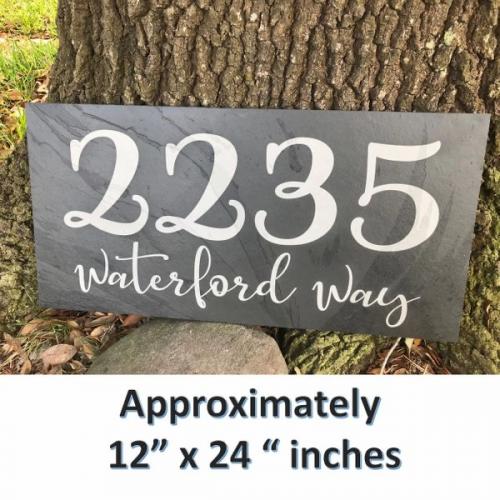 2235
Waterford Way
Approximately
12” x 24 “ inches